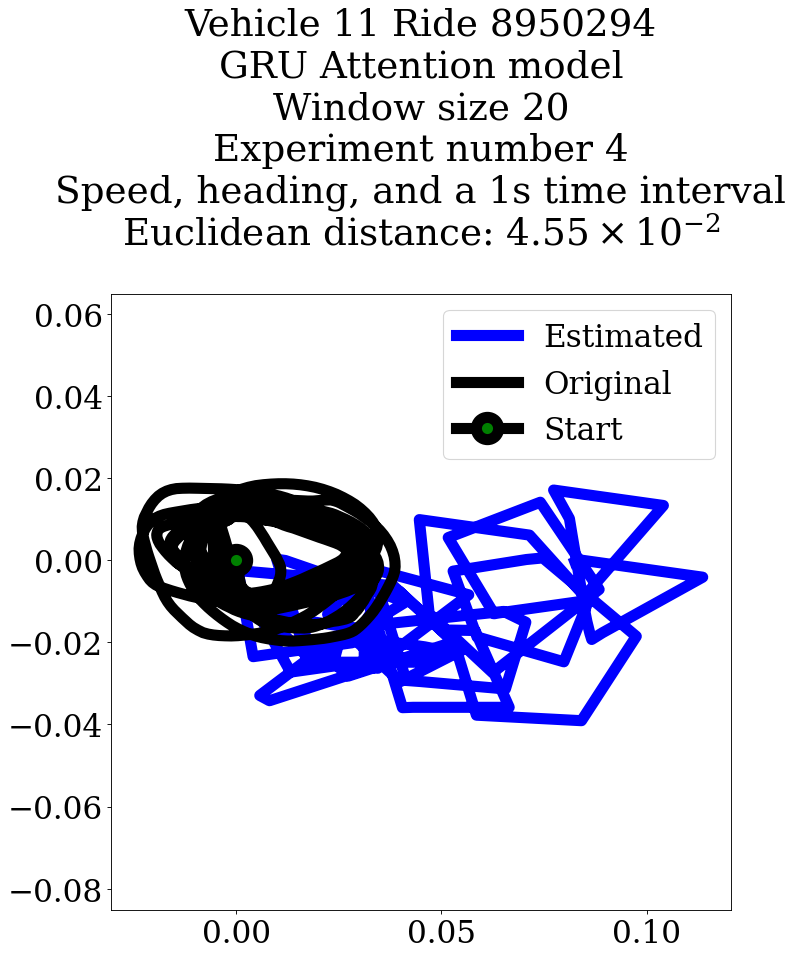 Vehicle 11 Ride 8950294
GRU Attention model
Window size 20
Experiment number 4
Speed, heading, and a 1s time interval
Euclidean distance: 4.55 × 10⁻²
Estimated
Original
Start
0.06
0.04
0.02
0.00
−0.02
−0.04
−0.06
−0.08
0.00
0.05
0.10